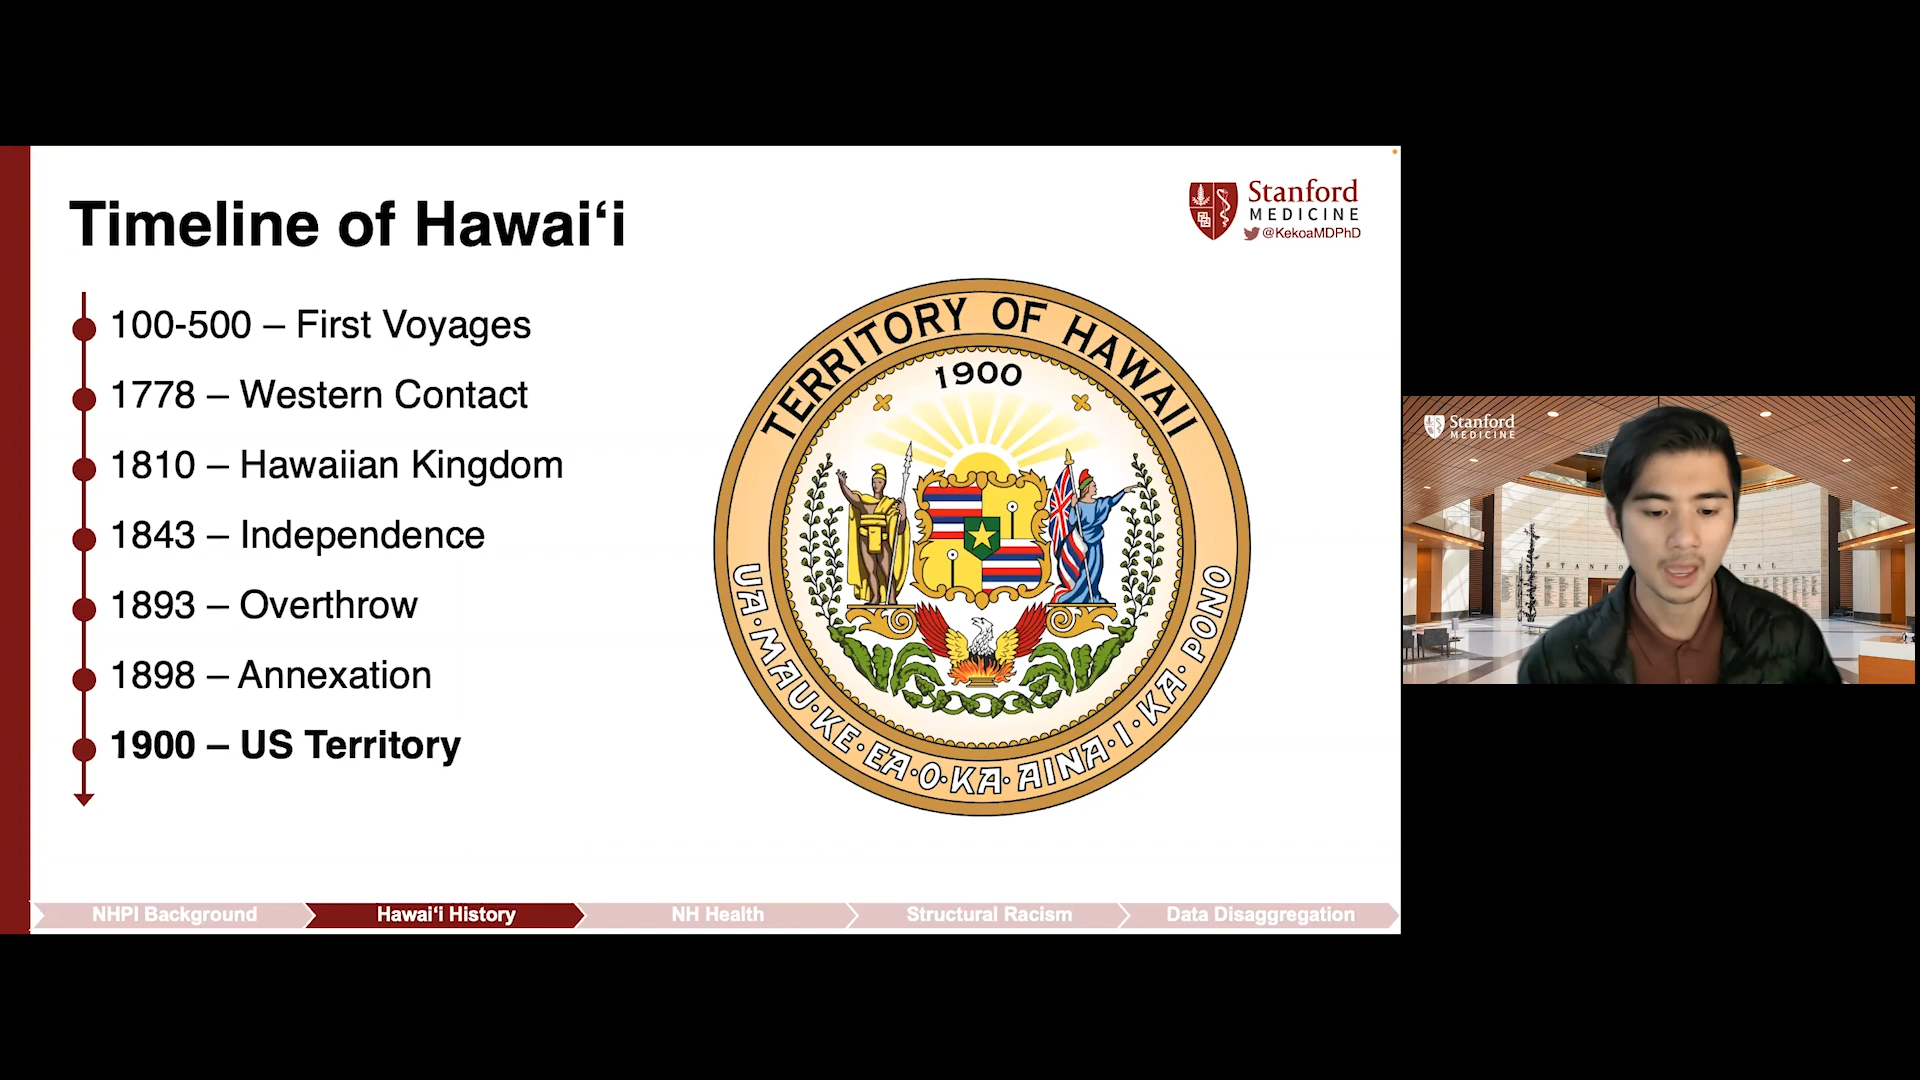 Timeline of Hawai‘i
Stanford
MEDICINE
@KekoaMDPhD
100-500 – First Voyages
1778 – Western Contact
1810 – Hawaiian Kingdom
1843 – Independence
1893 – Overthrow
1898 – Annexation
1900 – US Territory
TERRITORY OF HAWAII
1900
UA·MAU·KE·EA·O·KA·AINA·I·KA·PONO
NHPI Background
Hawai‘i History
NH Health
Structural Racism
Data Disaggregation
Stanford
MEDICINE